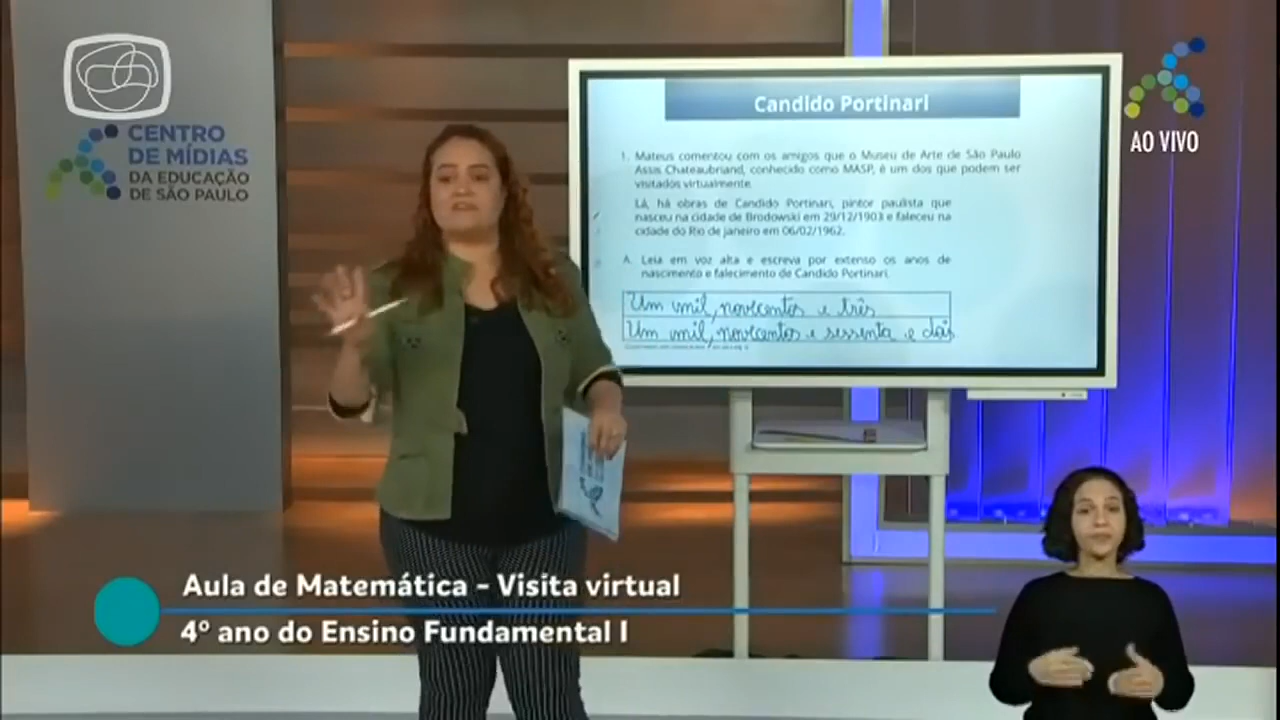 CENTRO
DE MÍDIAS
DA EDUCAÇÃO
DE SÃO PAULO
Candido Portinari
1. Mateus comentou com os amigos que o Museu de Arte de São Paulo
Assis Chateaubriand, conhecido como MASP, é um dos que podem ser
visitados virtualmente.
Lá, há obras de Candido Portinari, pintor paulista que
nasceu na cidade de Brodowski em 29/12/1903 e faleceu na
cidade do Rio de janeiro em 06/02/1962.
A. Leia em voz alta e escreva por extenso os anos de
nascimento e falecimento de Candido Portinari.
Um mil, novecentos e três
Um mil, novecentos e sessenta e dois
AO VIVO
Aula de Matemática - Visita virtual
4º ano do Ensino Fundamental I